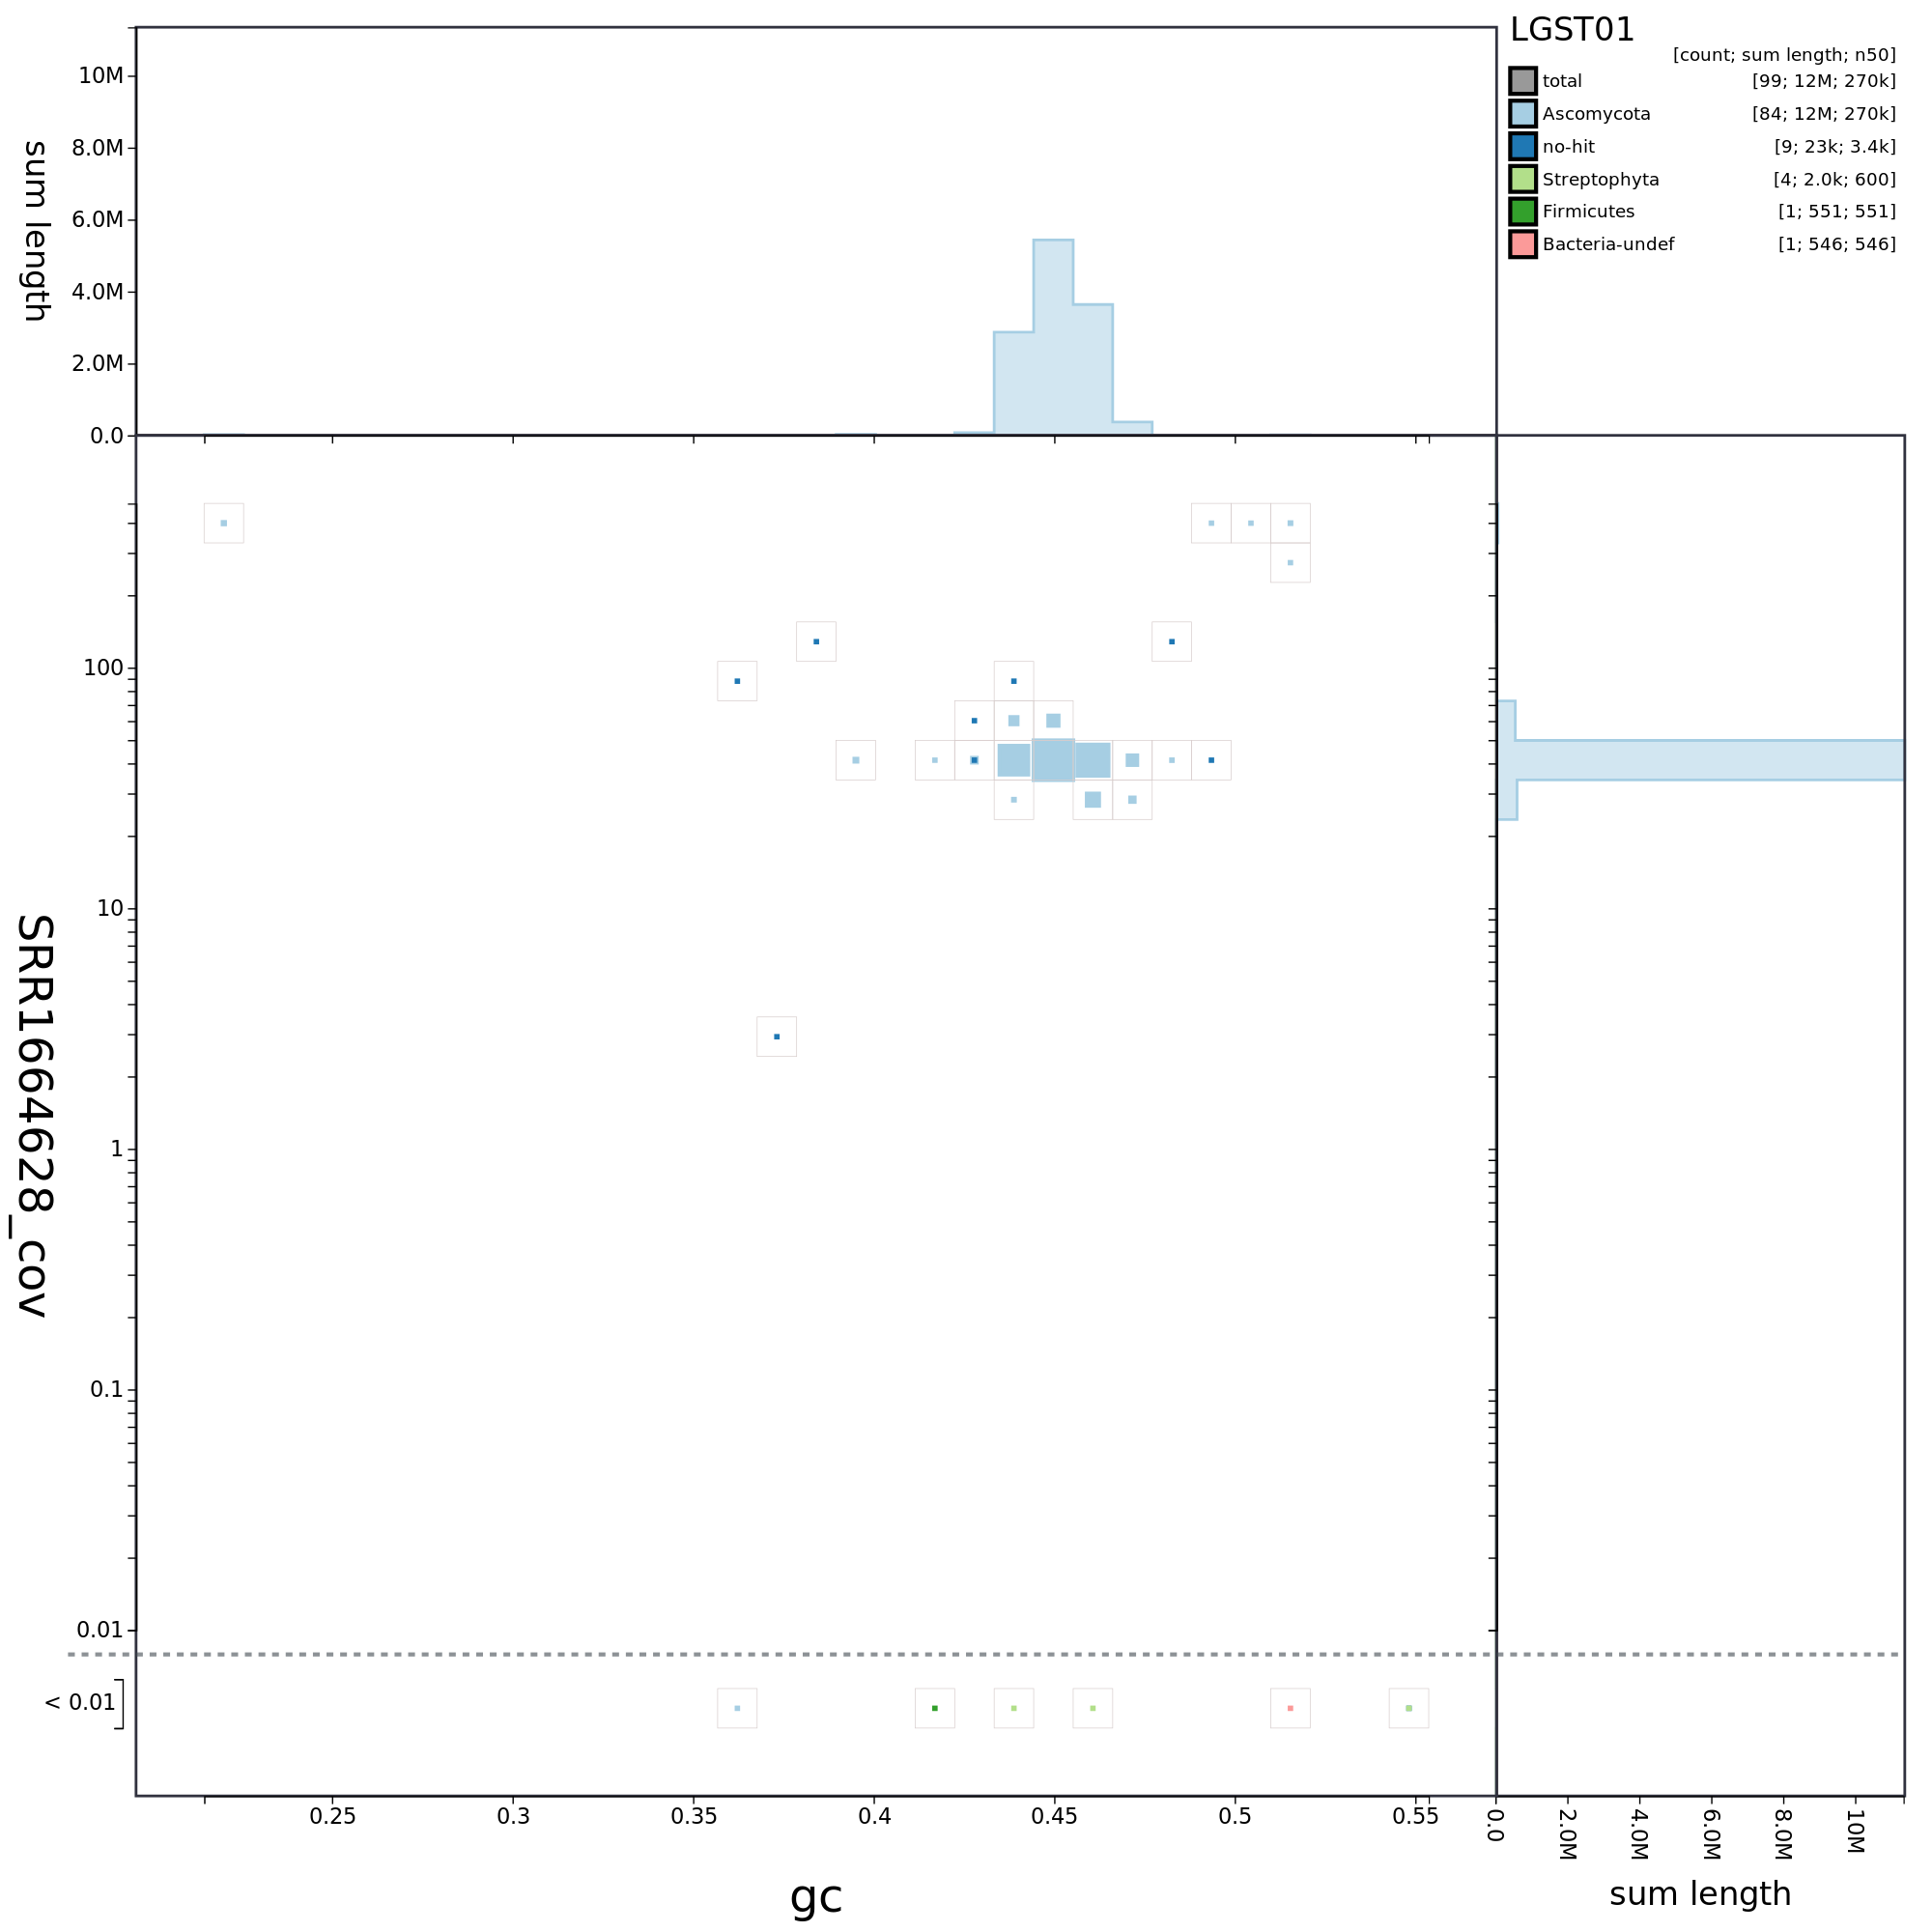 LGST01
[count; sum length; n50]
total [99; 12M; 270k]
Ascomycota [84; 12M; 270k]
no-hit [9; 23k; 3.4k]
Streptophyta [4; 2.0k; 600]
Firmicutes [1; 551; 551]
Bacteria-undef [1; 546; 546]
sum length
10M
8.0M
6.0M
4.0M
2.0M
0.0
SRR1664628_cov
100
10
1
0.1
0.01
< 0.01
0.25 0.3 0.35 0.4 0.45 0.5 0.55
gc
0.0 2.0M 4.0M 6.0M 8.0M 10M
sum length